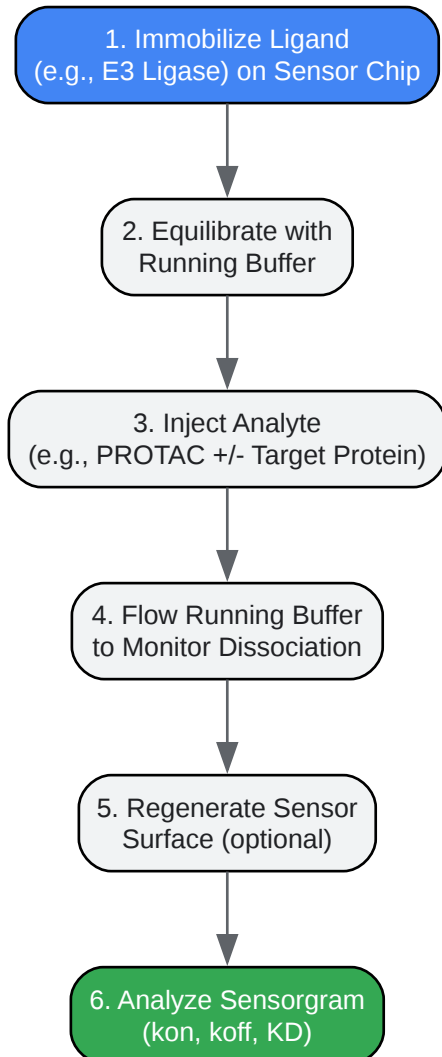 1. Immobilize Ligand
(e.g., E3 Ligase) on Sensor Chip
2. Equilibrate with
Running Buffer
3. Inject Analyte
(e.g., PROTAC +/- Target Protein)
4. Flow Running Buffer
to Monitor Dissociation
5. Regenerate Sensor
Surface (optional)
6. Analyze Sensorgram
(kon, koff, KD)